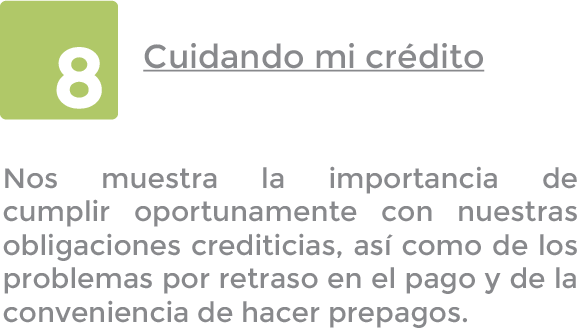 8
Cuidando mi crédito
Nos muestra la importancia de
cumplir oportunamente con nuestras
obligaciones crediticias, así como de los
problemas por retraso en el pago y de la
conveniencia de hacer prepagos.